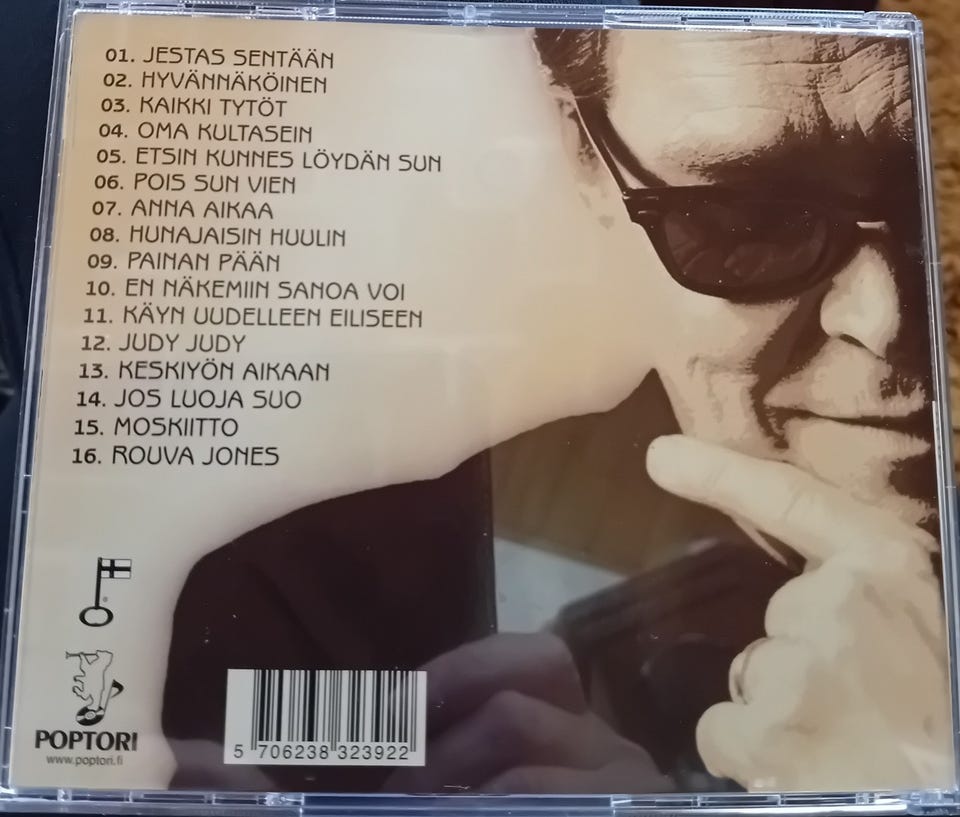 01. JESTAS SENTÄÄN
02. HYVÄNNÄKÖINEN
03. KAIKKI TYTÖT
04. OMA KULTASEIN
05. ETSIN KUNNES LÖYDÄN SUN
06. POIS SUN VIEN
07. ANNA AIKAA
08. HUNAJAISIN HUULIN
09. PAINAN PÄÄN
10. EN NÄKEMIIN SANOA VOI
11. KÄYN UUDELLEEN EILISEEN
12. JUDY JUDY
13. KESKIYÖN AIKAAN
14. JOS LUOJA SUO
15. MOSKIITTO
16. ROUVA JONES
POPTORI
www.poptori.fi
5 706238 323922